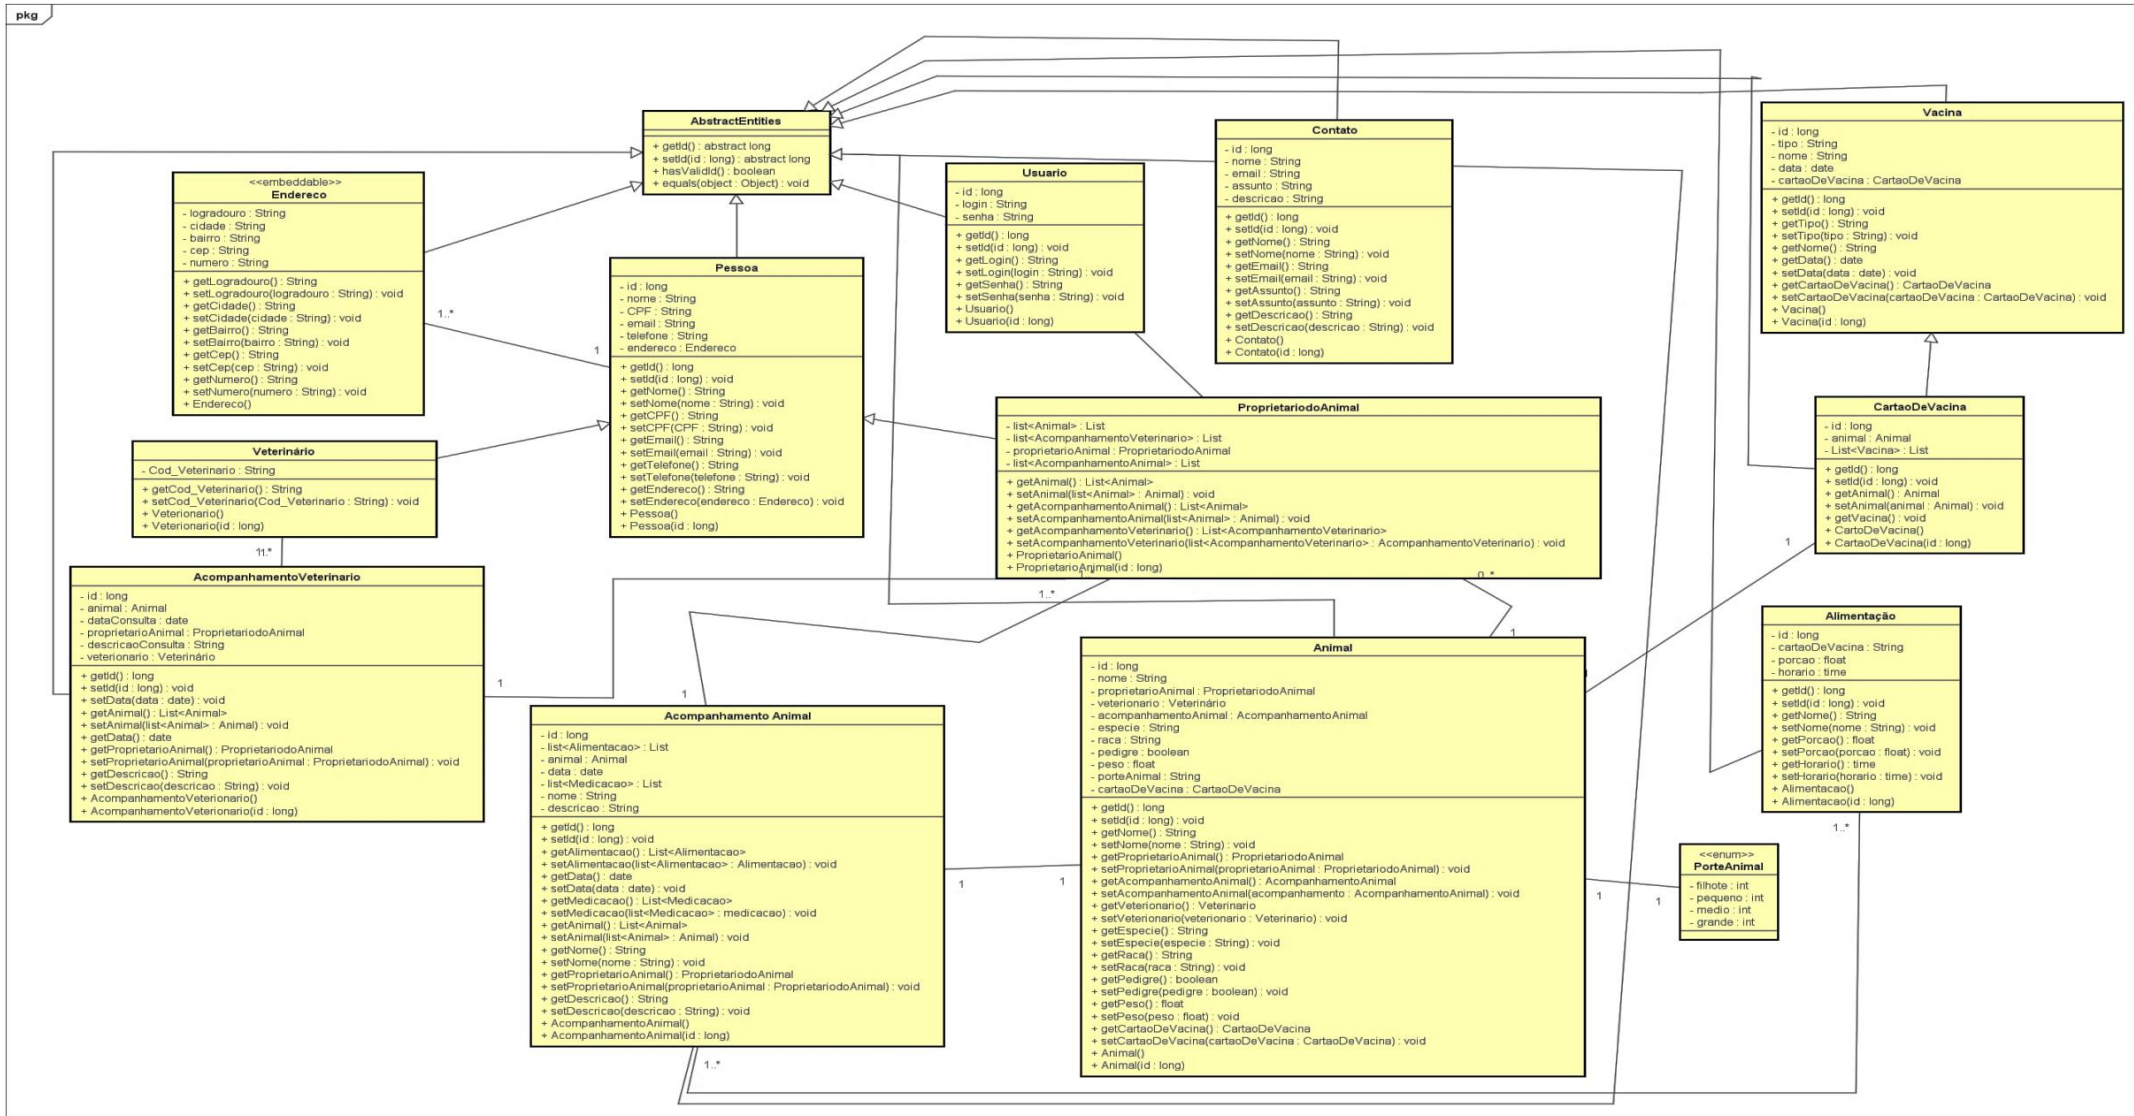 pkg
AbstractEntities
+ getId() : abstract long
+ setId(id : long) : abstract long
+ hasValidId() : boolean
+ equals(object : Object) : void
<<embeddable>>
Endereco
- logradouro : String
- cidade : String
- bairro : String
- cep : String
- numero : String
+ getLogradouro() : String
+ setLogradouro(logradouro : String) : void
+ getCidade() : String
+ setCidade(cidade : String) : void
+ getBairro() : String
+ setBairro(bairro : String) : void
+ getCep() : String
+ setCep(cep : String) : void
+ getNumero() : String
+ setNumero(numero : String) : void
+ Endereco()
1..*
1
Pessoa
- id : long
- nome : String
- CPF : String
- email : String
- telefone : String
- endereco : Endereco
+ getId() : long
+ setId(id : long) : void
+ getNome() : String
+ setNome(nome : String) : void
+ getCPF() : String
+ setCPF(CPF : String) : void
+ getEmail() : String
+ setEmail(email : String) : void
+ getTelefone() : String
+ setTelefone(telefone : String) : void
+ getEndereco() : String
+ setEndereco(endereco : Endereco) : void
+ Pessoa()
+ Pessoa(id : long)
Usuario
- id : long
- login : String
- senha : String
+ getId() : long
+ setId(id : long) : void
+ getLogin() : String
+ setLogin(login : String) : void
+ getSenha() : String
+ setSenha(senha : String) : void
+ Usuario()
+ Usuario(id : long)
Contato
- id : long
- nome : String
- email : String
- assunto : String
- descricao : String
+ getId() : long
+ setId(id : long) : void
+ getNome() : String
+ setNome(nome : String) : void
+ getEmail() : String
+ setEmail(email : String) : void
+ getAssunto() : String
+ setAssunto(assunto : String) : void
+ getDescricao() : String
+ setDescricao(descricao : String) : void
+ Contato()
+ Contato(id : long)
Vacina
- id : long
- tipo : String
- nome : String
- data : date
- cartaoDeVacina : CartaoDeVacina
+ getId() : long
+ setId(id : long) : void
+ getTipo() : String
+ setTipo(tipo : String) : void
+ getNome() : String
+ getData() : date
+ setData(data : date) : void
+ getCartaoDeVacina() : CartaoDeVacina
+ setCartaoDeVacina(cartaoDeVacina : CartaoDeVacina) : void
+ Vacina()
+ Vacina(id : long)
Veterinário
- Cod_Veterinario : String
+ getCod_Veterinario() : String
+ setCod_Veterinario(Cod_Veterinario : String) : void
+ Veterionario()
+ Veterionario(id : long)
11.*
ProprietariodoAnimal
- list<Animal> : List
- list<AcompanhamentoVeterinario> : List
- proprietarioAnimal : ProprietariodoAnimal
- list<AcompanhamentoAnimal> : List
+ getAnimal() : List<Animal>
+ setAnimal(list<Animal> : Animal) : void
+ getAcompanhamentoAnimal() : List<Animal>
+ setAcompanhamentoAnimal(list<Animal> : Animal) : void
+ getAcompanhamentoVeterinario() : List<AcompanhamentoVeterinario>
+ setAcompanhamentoVeterinario(list<AcompanhamentoVeterinario> : AcompanhamentoVeterinario) : void
+ ProprietarioAnimal()
+ ProprietarioAnimal(id : long)
1..*
0..*
1..*
1
CartaoDeVacina
- id : long
- animal : Animal
- List<Vacina> : List
+ getId() : long
+ setId(id : long) : void
+ getAnimal() : Animal
+ setAnimal(animal : Animal) : void
+ getVacina() : void
+ CartoDeVacina()
+ CartaoDeVacina(id : long)
1
AcompanhamentoVeterinario
- id : long
- animal : Animal
- dataConsulta : date
- proprietarioAnimal : ProprietariodoAnimal
- descricaoConsulta : String
- veterionario : Veterinário
+ getId() : long
+ setId(id : long) : void
+ setData(data : date) : void
+ getAnimal() : List<Animal>
+ setAnimal(list<Animal> : Animal) : void
+ getData() : date
+ getProprietarioAnimal() : ProprietariodoAnimal
+ setProprietarioAnimal(proprietarioAnimal : ProprietariodoAnimal) : void
+ getDescricao() : String
+ setDescricao(descricao : String) : void
+ AcompanhamentoVeterionario()
+ AcompanhamentoVeterionario(id : long)
1
1
Acompanhamento Animal
- id : long
- list<Alimentacao> : List
- animal : Animal
- data : date
- list<Medicacao> : List
- nome : String
- descricao : String
+ getId() : long
+ setId(id : long) : void
+ getAlimentacao() : List<Alimentacao>
+ setAlimentacao(list<Alimentacao> : Alimentacao) : void
+ getData() : date
+ setData(data : date) : void
+ getMedicacao() : List<Medicacao>
+ setMedicacao(list<Medicacao> : medicacao) : void
+ getAnimal() : List<Animal>
+ setAnimal(list<Animal> : Animal) : void
+ getNome() : String
+ setNome(nome : String) : void
+ getProprietarioAnimal() : ProprietariodoAnimal
+ setProprietarioAnimal(proprietarioAnimal : ProprietariodoAnimal) : void
+ getDescricao() : String
+ setDescricao(descricao : String) : void
+ AcompanhamentoAnimal()
+ AcompanhamentoAnimal(id : long)
1..*
1
1
Animal
- id : long
- nome : String
- proprietarioAnimal : ProprietariodoAnimal
- veterionario : Veterinário
- acompanhamentoAnimal : AcompanhamentoAnimal
- especie : String
- raca : String
- pedigre : boolean
- peso : float
- porteAnimal : String
- cartaoDeVacina : CartaoDeVacina
+ getId() : long
+ setId(id : long) : void
+ getNome() : String
+ setNome(nome : String) : void
+ getProprietarioAnimal() : ProprietariodoAnimal
+ setProprietarioAnimal(proprietarioAnimal : ProprietariodoAnimal) : void
+ getAcompanhamentoAnimal() : AcompanhamentoAnimal
+ setAcompanhamentoAnimal(acompanhamento : AcompanhamentoAnimal) : void
+ getVeterionario() : Veterinario
+ setVeterionario(veterionario : Veterinario) : void
+ getEspecie() : String
+ setEspecie(especie : String) : void
+ getRaca() : String
+ setRaca(raca : String) : void
+ getPedigre() : boolean
+ setPedigre(pedigre : boolean) : void
+ getPeso() : float
+ setPeso(peso : float) : void
+ getCartaoDeVacina() : CartaoDeVacina
+ setCartaoDeVacina(cartaoDeVacina : CartaoDeVacina) : void
+ Animal()
+ Animal(id : long)
1
1
Alimentação
- id : long
- cartaoDeVacina : String
- porcao : float
- horario : time
+ getId() : long
+ setId(id : long) : void
+ getNome() : String
+ setNome(nome : String) : void
+ getPorcao() : float
+ setPorcao(porcao : float) : void
+ getHorario() : time
+ setHorario(horario : time) : void
+ Alimentacao()
+ Alimentacao(id : long)
1..*
<<enum>>
PorteAnimal
- filhote : int
- pequeno : int
- medio : int
- grande : int